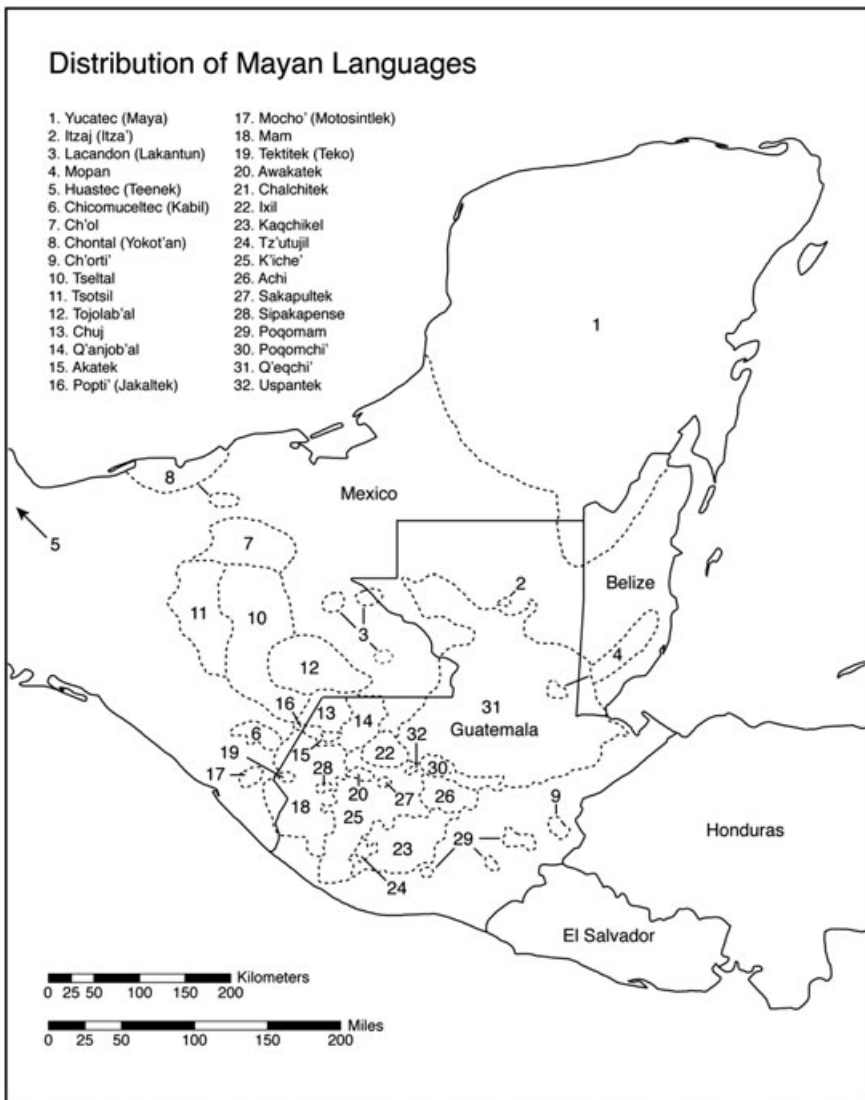 Distribution of Mayan Languages
1. Yucatec (Maya)
2. Itzaj (Itza')
3. Lacandon (Lakantun)
4. Mopan
5. Huastec (Teenek)
6. Chicomuceltec (Kabil)
7. Ch'ol
8. Chontal (Yokot'an)
9. Ch'orti'
10. Tseltal
11. Tsotsil
12. Tojolab'al
13. Chuj
14. Q'anjob'al
15. Akatek
16. Popti' (Jakaltek)
17. Mocho' (Motosintlek)
18. Mam
19. Tektitek (Teko)
20. Awakatek
21. Chalchitek
22. Ixil
23. Kaqchikel
24. Tz'utujil
25. K'iche'
26. Achi
27. Sakapultek
28. Sipakapense
29. Poqomam
30. Poqomchi'
31. Q'eqchi'
32. Uspantek
1
8
Mexico
5
7
2
Belize
11
10
3
4
12
16
13
14
31
Guatemala
6
32
15
22
30
19
17
28
20
27
26
18
25
9
Honduras
23
29
24
El Salvador
Kilometers
0 25 50 100 150 200
Miles
0 25 50 100 150 200